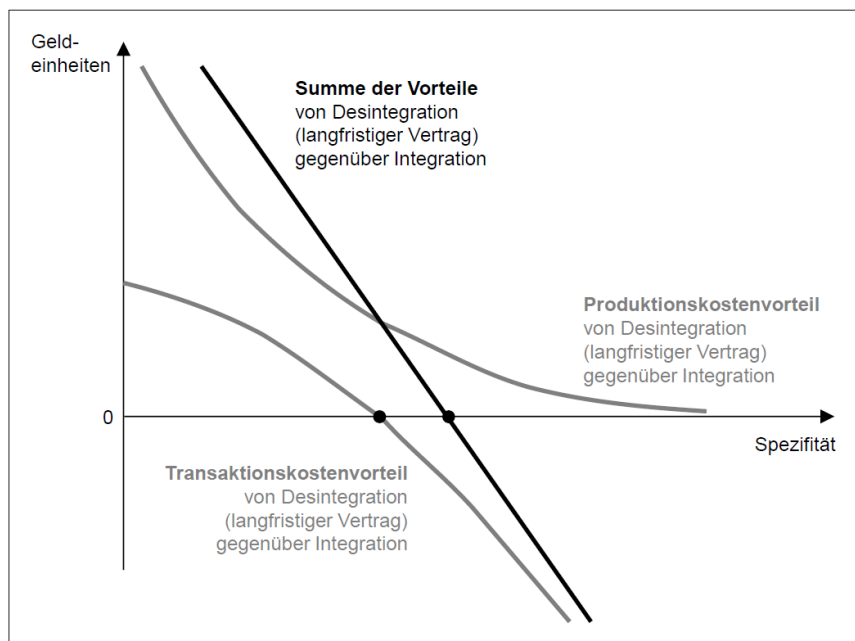 Geld-
einheiten
Summe der Vorteile
von Desintegration
(langfristiger Vertrag)
gegenüber Integration
Produktionskostenvorteil
von Desintegration
(langfristiger Vertrag)
gegenüber Integration
0
Spezifität
Transaktionskostenvorteil
von Desintegration
(langfristiger Vertrag)
gegenüber Integration